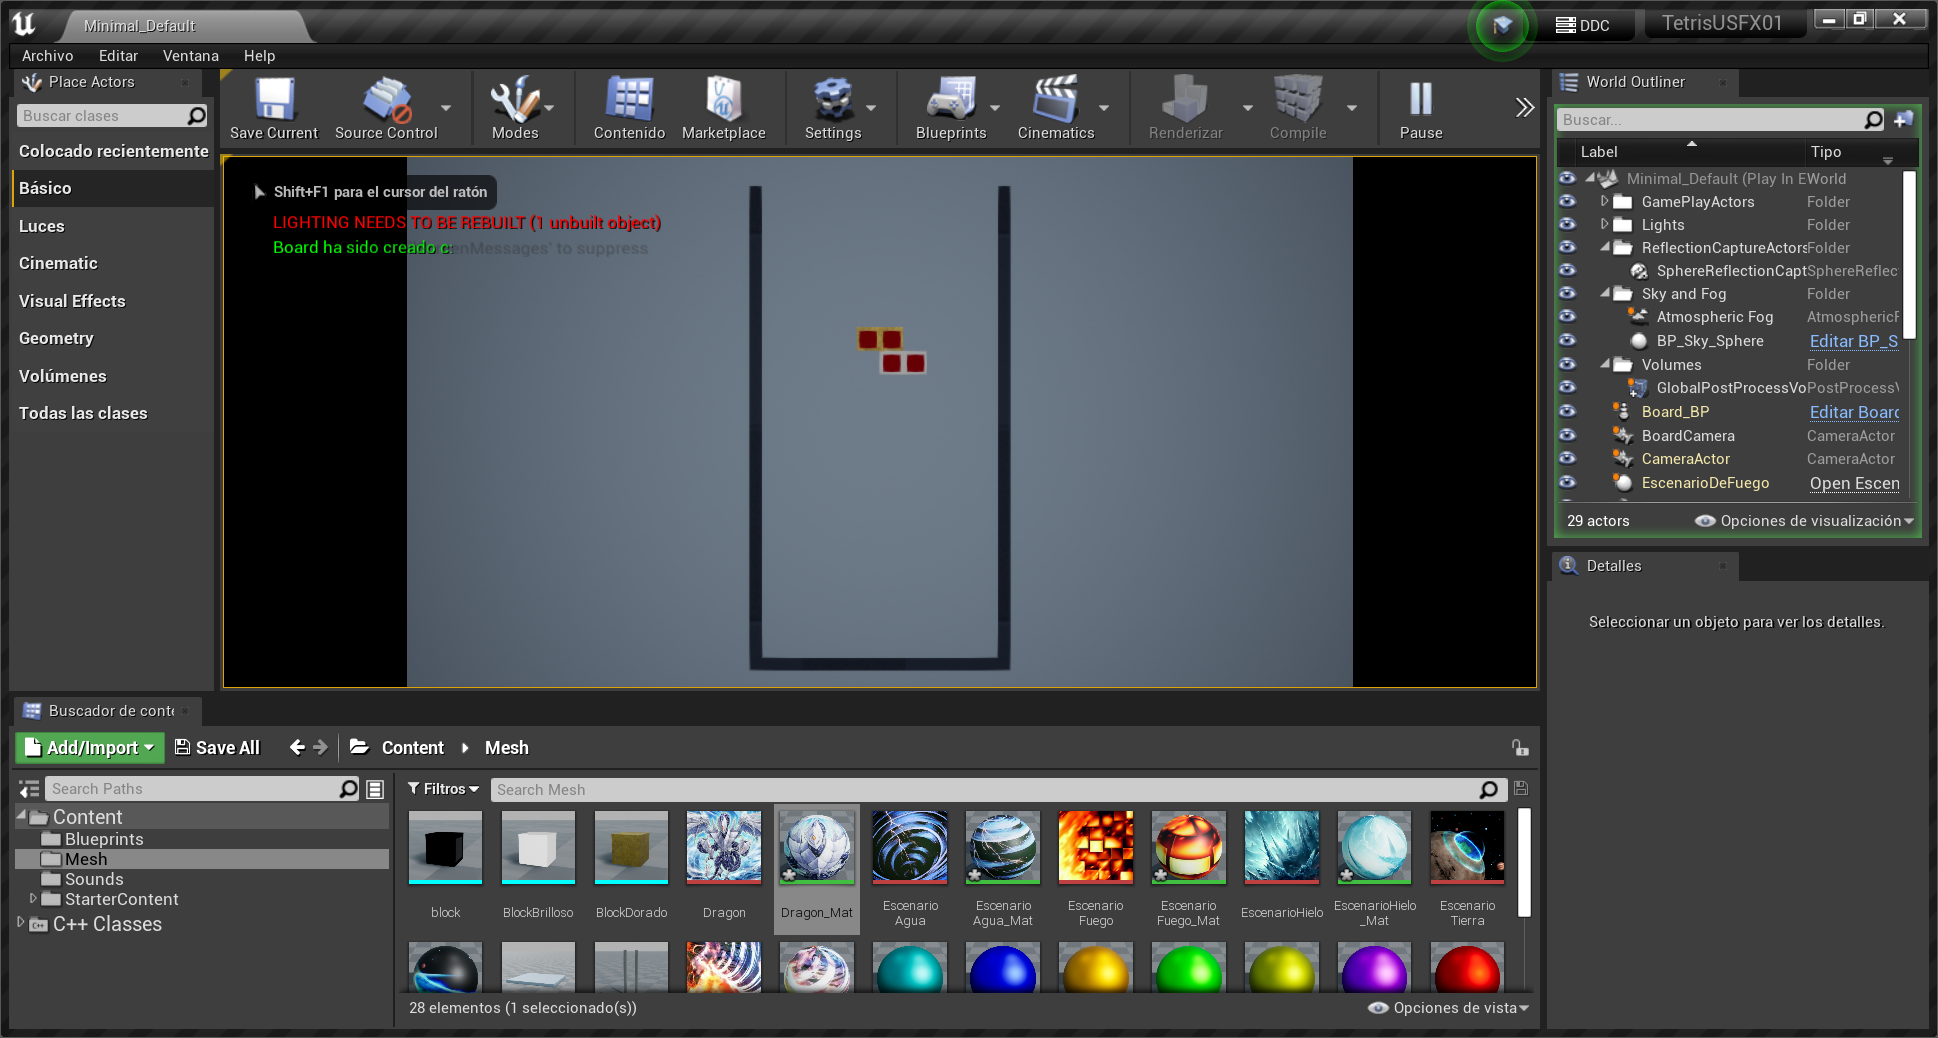 Minimal_Default
DDC
TetrisUSFX01
Archivo
Editar
Ventana
Help
Place Actors
Buscar clases
Colocado recientemente
Básico
Luces
Cinematic
Visual Effects
Geometry
Volúmenes
Todas las clases
Save Current
Source Control
Modes
Contenido
Marketplace
Settings
Blueprints
Cinematics
Renderizar
Compile
Pause
Shift+F1 para el cursor del ratón
LIGHTING NEEDS TO BE REBUILT (1 unbuilt object)
Board ha sido creado c:enMessages' to suppress
World Outliner
Buscar...
Label Tipo
Minimal_Default (Play In E World
GamePlayActors Folder
Lights Folder
ReflectionCaptureActors Folder
SphereReflectionCapt SphereReflec
Sky and Fog Folder
Atmospheric Fog AtmosphericF
BP_Sky_Sphere Editar BP_S
Volumes Folder
GlobalPostProcessVo PostProcessV
Board_BP Editar Board
BoardCamera CameraActor
CameraActor CameraActor
EscenarioDeFuego Open Escen
29 actors Opciones de visualización
Detalles
Seleccionar un objeto para ver los detalles.
Buscador de conte
Add/Import
Save All
Content
Mesh
Search Paths
Content
Blueprints
Mesh
Sounds
StarterContent
C++ Classes
Filtros
Search Mesh
block
BlockBrilloso
BlockDorado
Dragon
Dragon_Mat
Escenario
Agua
Escenario
Agua_Mat
Escenario
Fuego
Escenario
Fuego_Mat
EscenarioHielo
EscenarioHielo
_Mat
Escenario
Tierra
28 elementos (1 seleccionado(s))
Opciones de vista